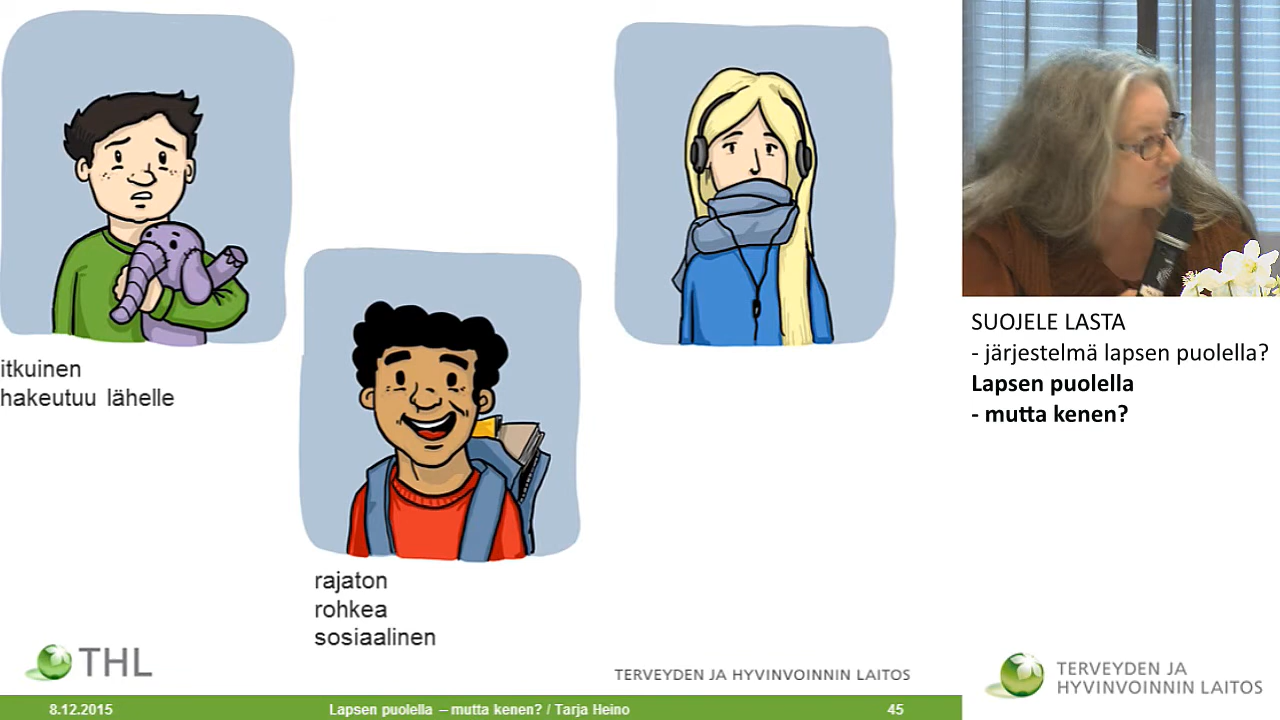 itkuinen
hakeutuu lähelle
rajaton
rohkea
sosiaalinen
THL
TERVEYDEN JA HYVINVOINNIN LAITOS
8.12.2015
Lapsen puolella – mutta kenen? / Tarja Heino
45
SUOJELE LASTA
- järjestelmä lapsen puolella?
Lapsen puolella
- mutta kenen?
TERVEYDEN JA
HYVINVOINNIN LAITOS